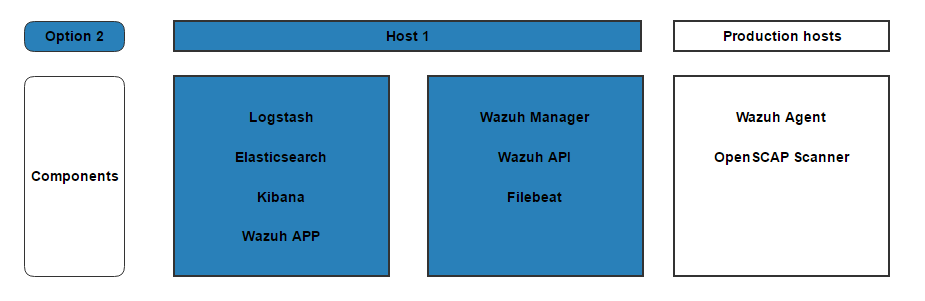 Option 2
Host 1
Production hosts
Components
Logstash
Elasticsearch
Kibana
Wazuh APP
Wazuh Manager
Wazuh API
Filebeat
Wazuh Agent
OpenSCAP Scanner